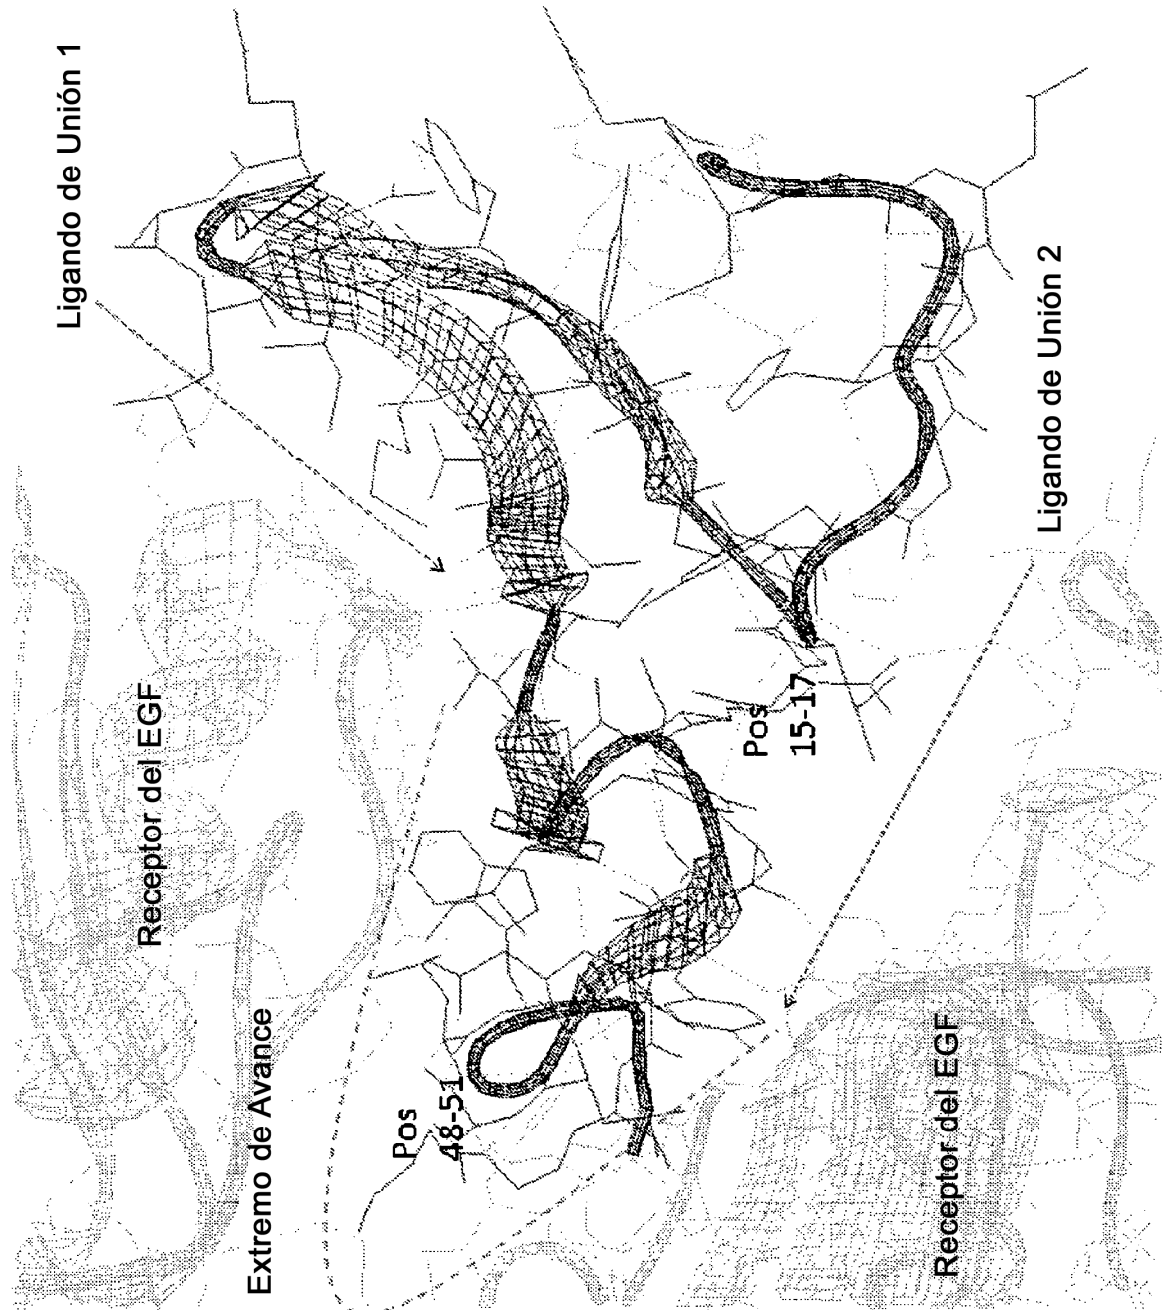 Ligando de Unión 1
Receptor del EGF
Extremo de Avance
Pos
48-51
Pos
15-17
Ligando de Unión 2
Receptor del EGF